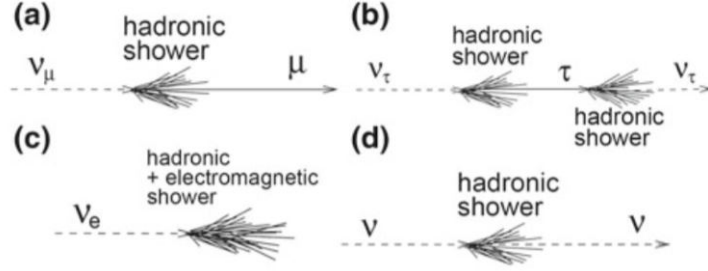 (a)
hadronic
shower
ν_μ
μ
(b)
hadronic
shower
ν_τ
τ
ν_τ
hadronic
shower
(c)
hadronic
+ electromagnetic
shower
ν_e
(d)
hadronic
shower
ν
ν